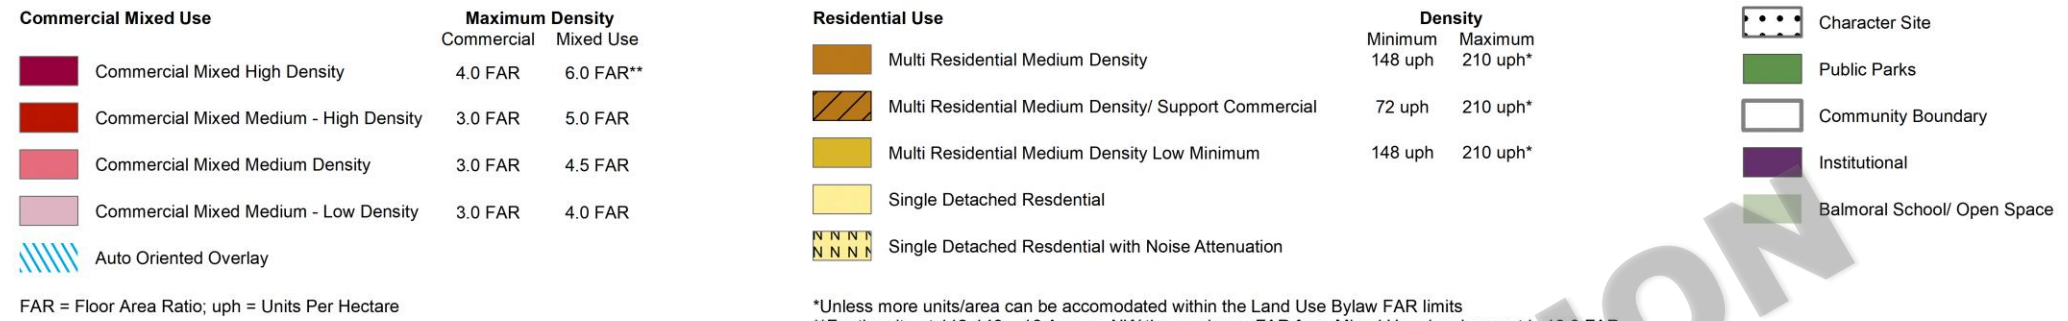 Commercial Mixed Use Maximum Density
Commercial Mixed Use
Commercial Mixed High Density 4.0 FAR 6.0 FAR**
Commercial Mixed Medium - High Density 3.0 FAR 5.0 FAR
Commercial Mixed Medium Density 3.0 FAR 4.5 FAR
Commercial Mixed Medium - Low Density 3.0 FAR 4.0 FAR
Auto Oriented Overlay
FAR = Floor Area Ratio; uph = Units Per Hectare
Residential Use Density
Minimum Maximum
Multi Residential Medium Density 148 uph 210 uph*
Multi Residential Medium Density/ Support Commercial 72 uph 210 uph*
Multi Residential Medium Density Low Minimum 148 uph 210 uph*
Single Detached Resdential
N N N N
N N N N
Single Detached Resdential with Noise Attenuation
*Unless more units/area can be accomodated within the Land Use Bylaw FAR limits
Character Site
Public Parks
Community Boundary
Institutional
Balmoral School/ Open Space